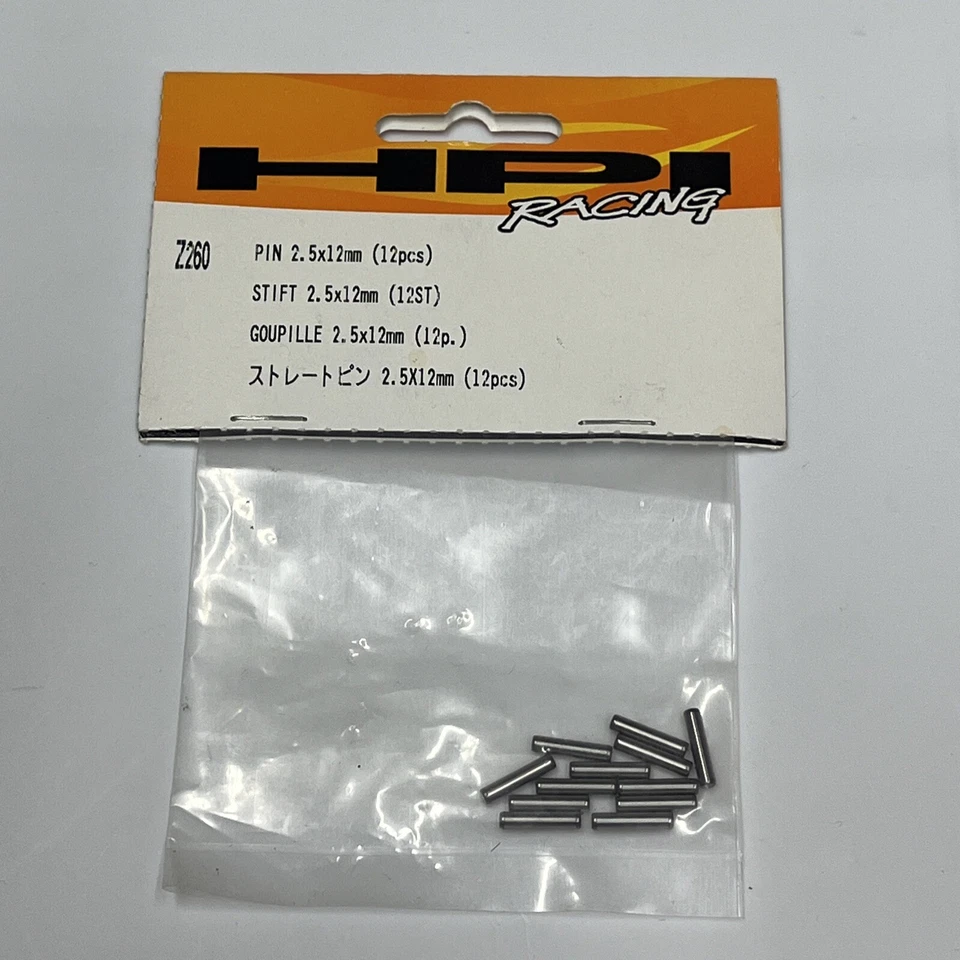 HPI
RACING
Z260
PIN 2.5x12mm (12pcs)
STIFT 2.5x12mm (12ST)
GOUPILLE 2.5x12mm (12p.)
ストレートピン 2.5X12mm (12pcs)